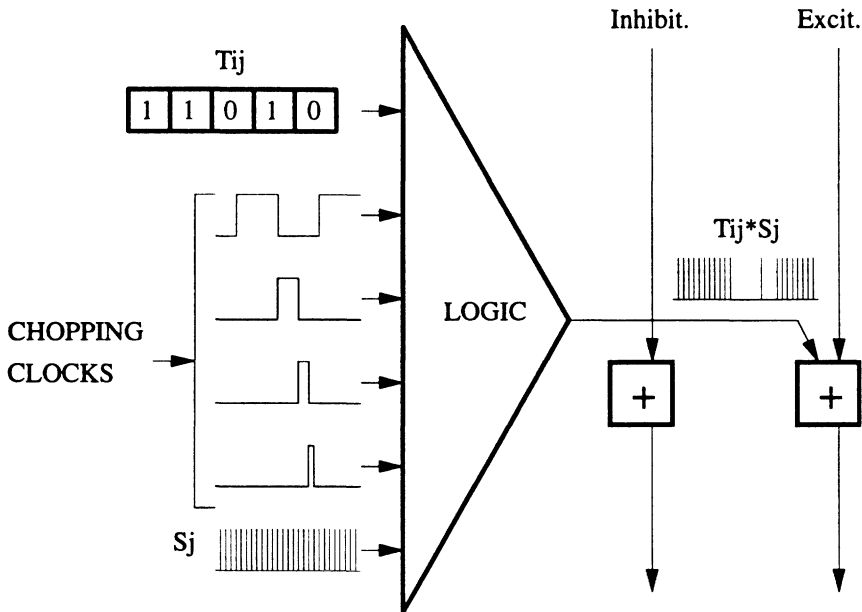 Inhibit.
Excit.
Tij
1 1 0 1 0
Tij*Sj
LOGIC
CHOPPING
CLOCKS
+
+
Sj